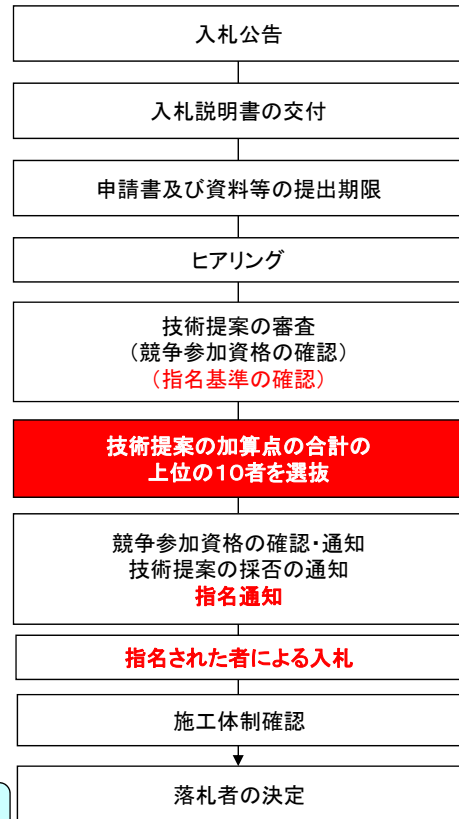 入札公告
入札説明書の交付
申請書及び資料等の提出期限
ヒアリング
技術提案の審査
（競争参加資格の確認）
（指名基準の確認）
技術提案の加算点の合計の
上位の10者を選抜
競争参加資格の確認・通知
技術提案の採否の通知
指名通知
指名された者による入札
施工体制確認
落札者の決定